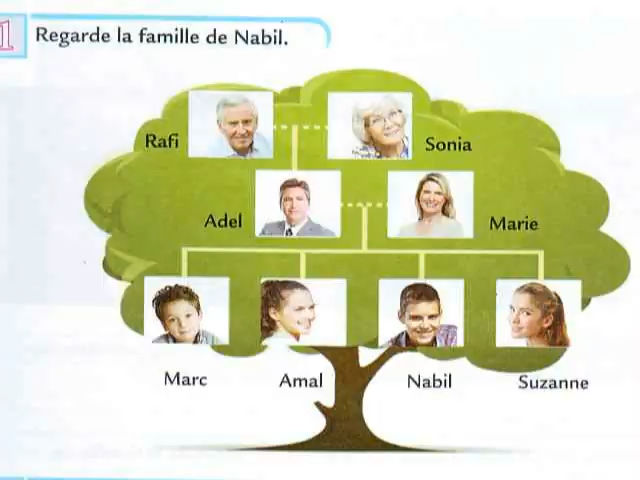 1 Regarde la famille de Nabil.
Rafi
Sonia
Adel
Marie
Marc
Amal
Nabil
Suzanne